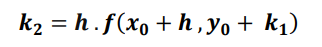 k₂ = h . f(x₀ + h , y₀ + k₁)